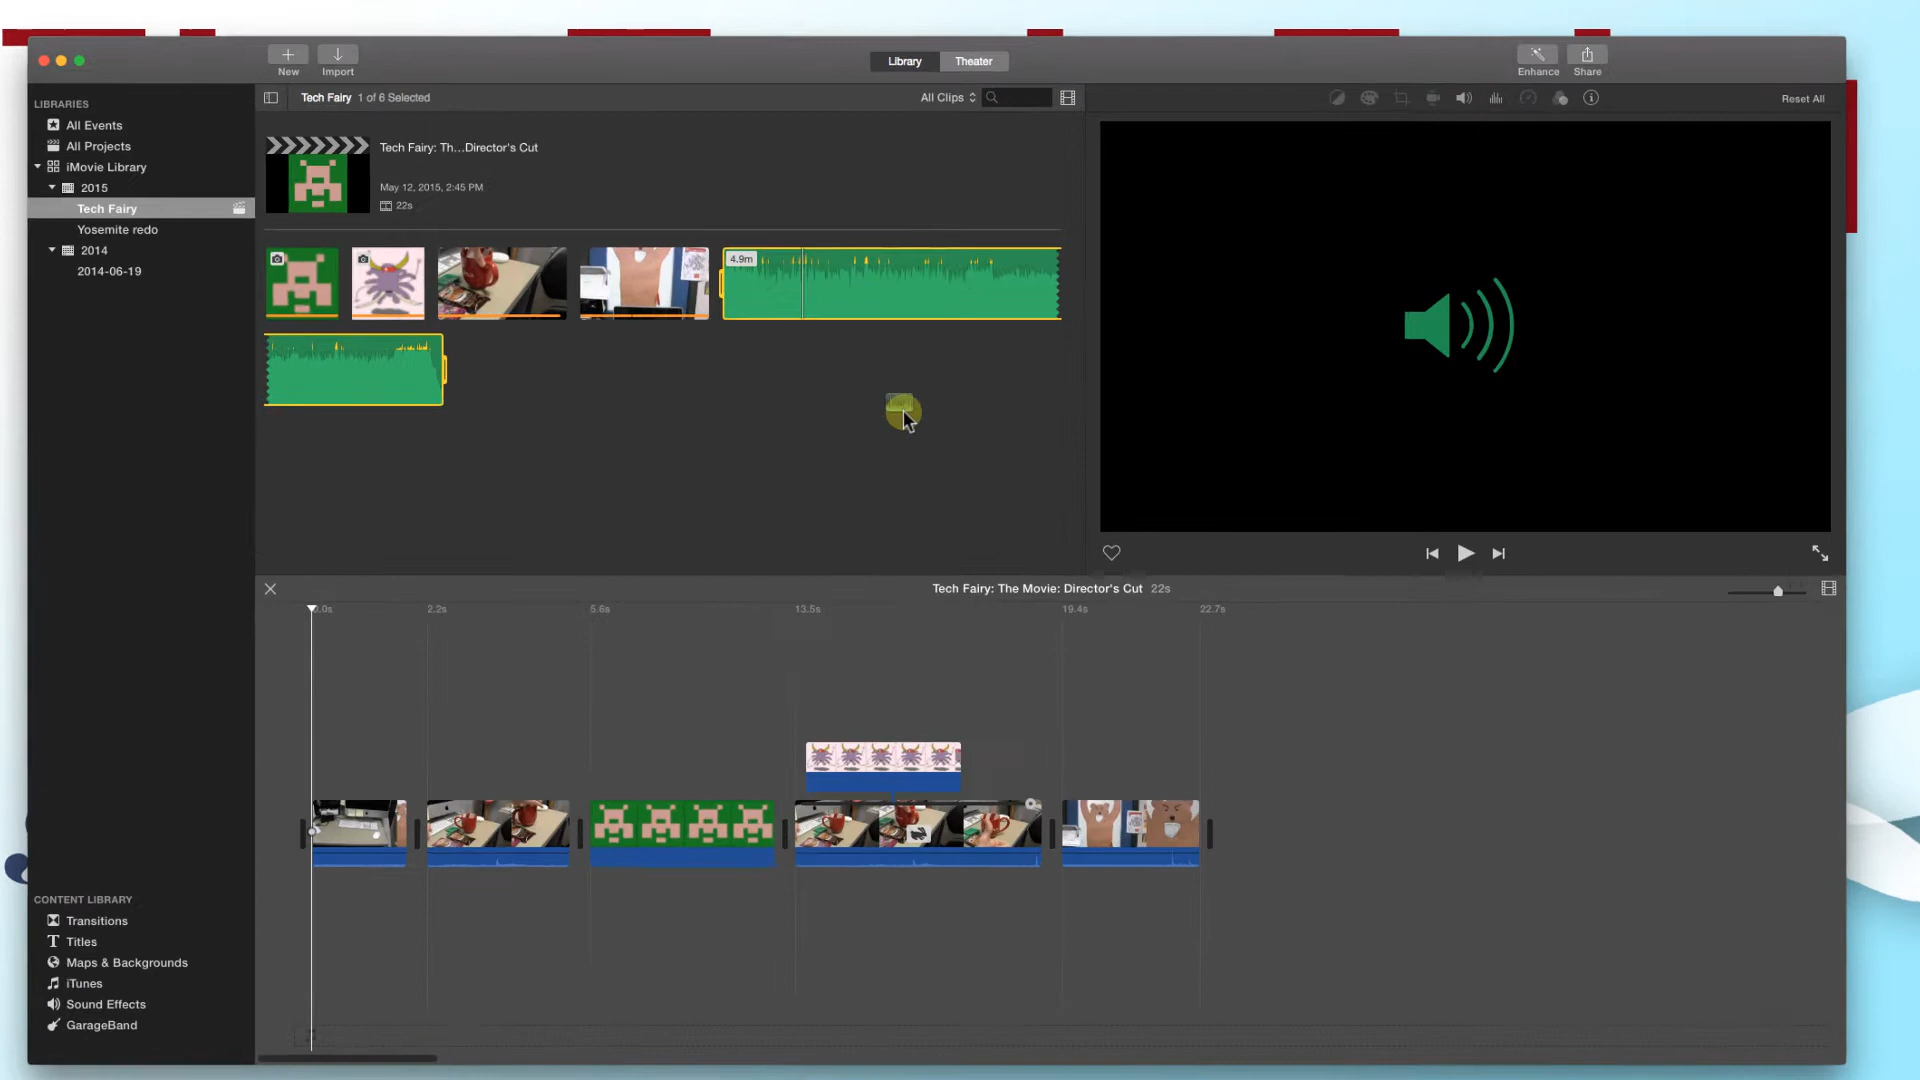 New
Import
Library
Theater
Enhance
Share
LIBRARIES
Tech Fairy 1 of 6 Selected
All Clips
Reset All
All Events
All Projects
iMovie Library
2015
Tech Fairy
Yosemite redo
2014
2014-06-19
Tech Fairy: Th...Director's Cut
May 12, 2015, 2:45 PM
22s
4.9m
Tech Fairy: The Movie: Director's Cut 22s
2.2s
5.6s
13.5s
19.4s
22.7s
CONTENT LIBRARY
Transitions
Titles
Maps & Backgrounds
iTunes
Sound Effects
GarageBand